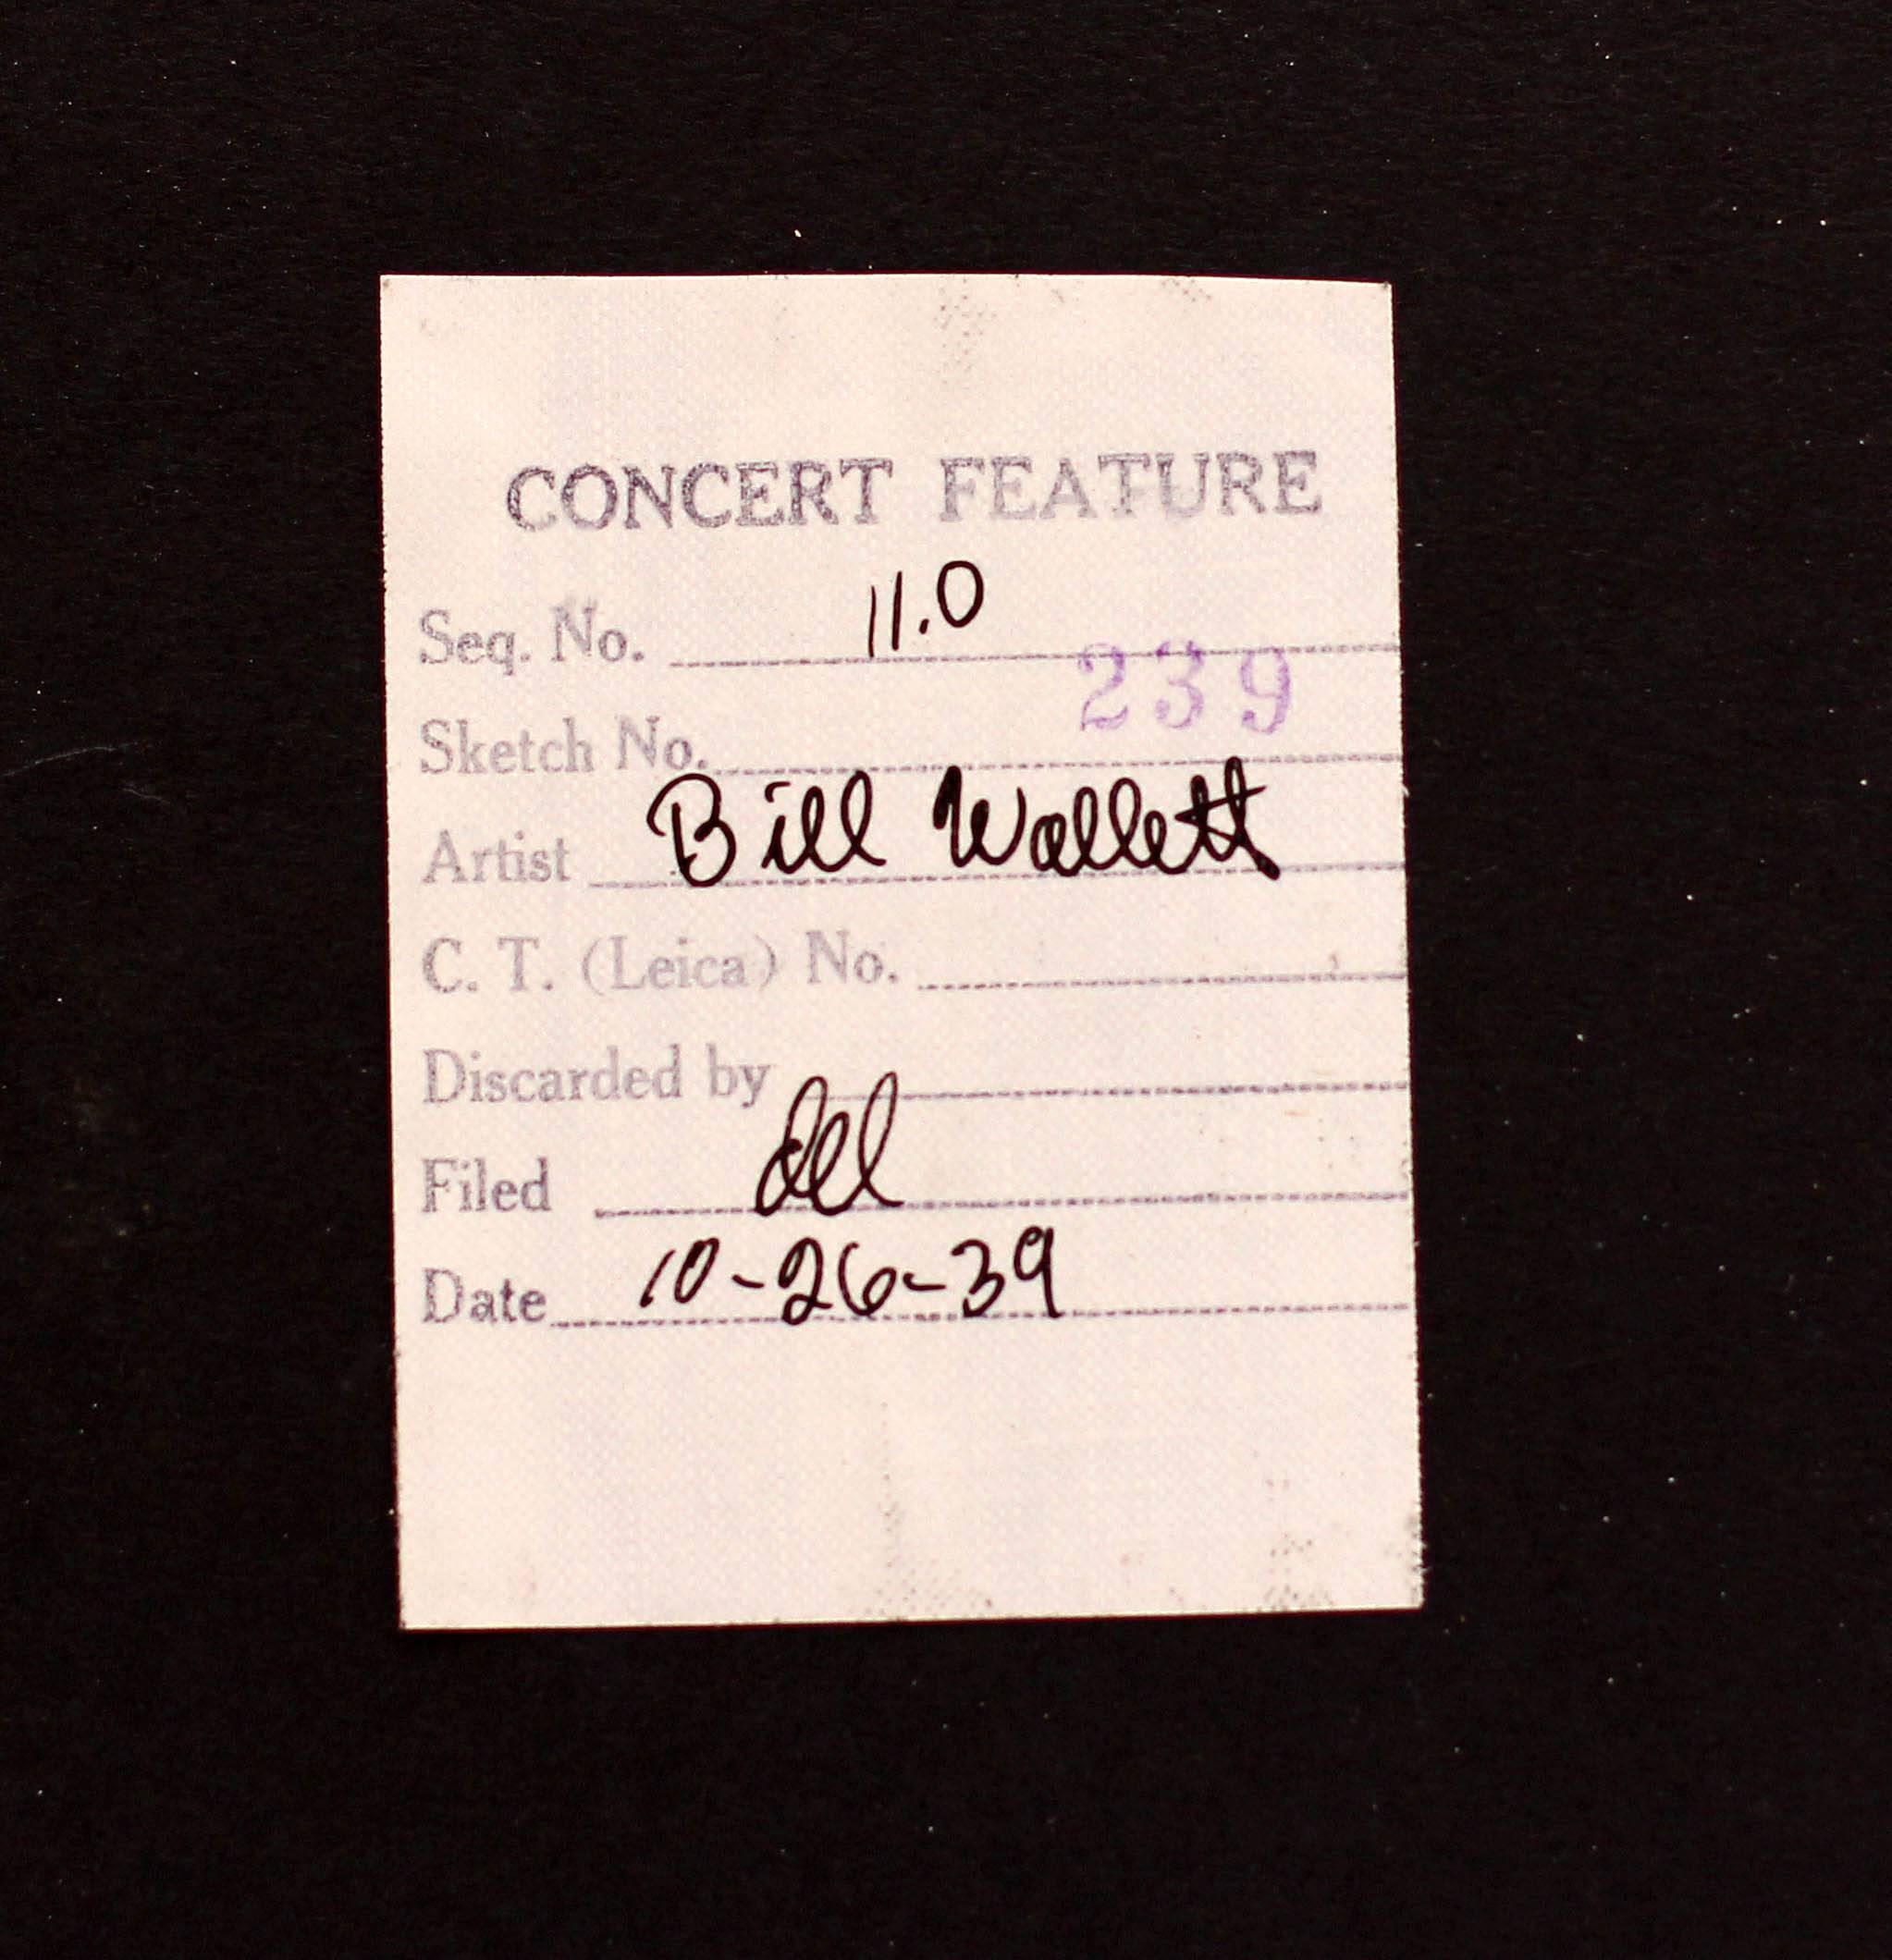 CONCERT FEATURE
Seq. No. 11.0
Sketch No. 239
Artist Bill Wallett
C. T. (Leica) No.
Discarded by
Filed
Date 10-26-39